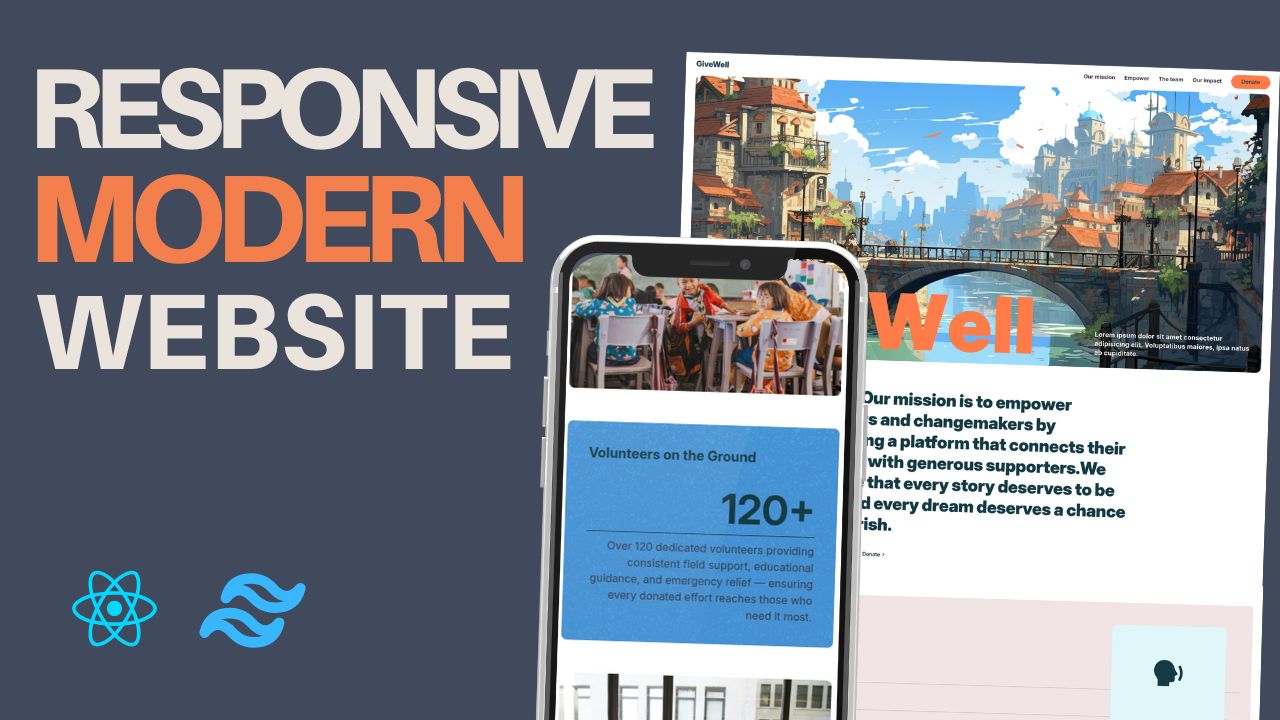 RESPONSIVE
MODERN
WEBSITE
GiveWell
Our mission
Empower
The team
Our Impact
Donate
Well
Lorem ipsum dolor sit amet consectetur
adipisicing elit. Voluptatibus maiores, ipsa natus
ab cupiditate.
Our mission is to empower
and changemakers by
a platform that connects their
with generous supporters.We
that every story deserves to be
every dream deserves a chance
Donate >
Volunteers on the Ground
120+
Over 120 dedicated volunteers providing
consistent field support, educational
guidance, and emergency relief — ensuring
every donated effort reaches those who
need it most.